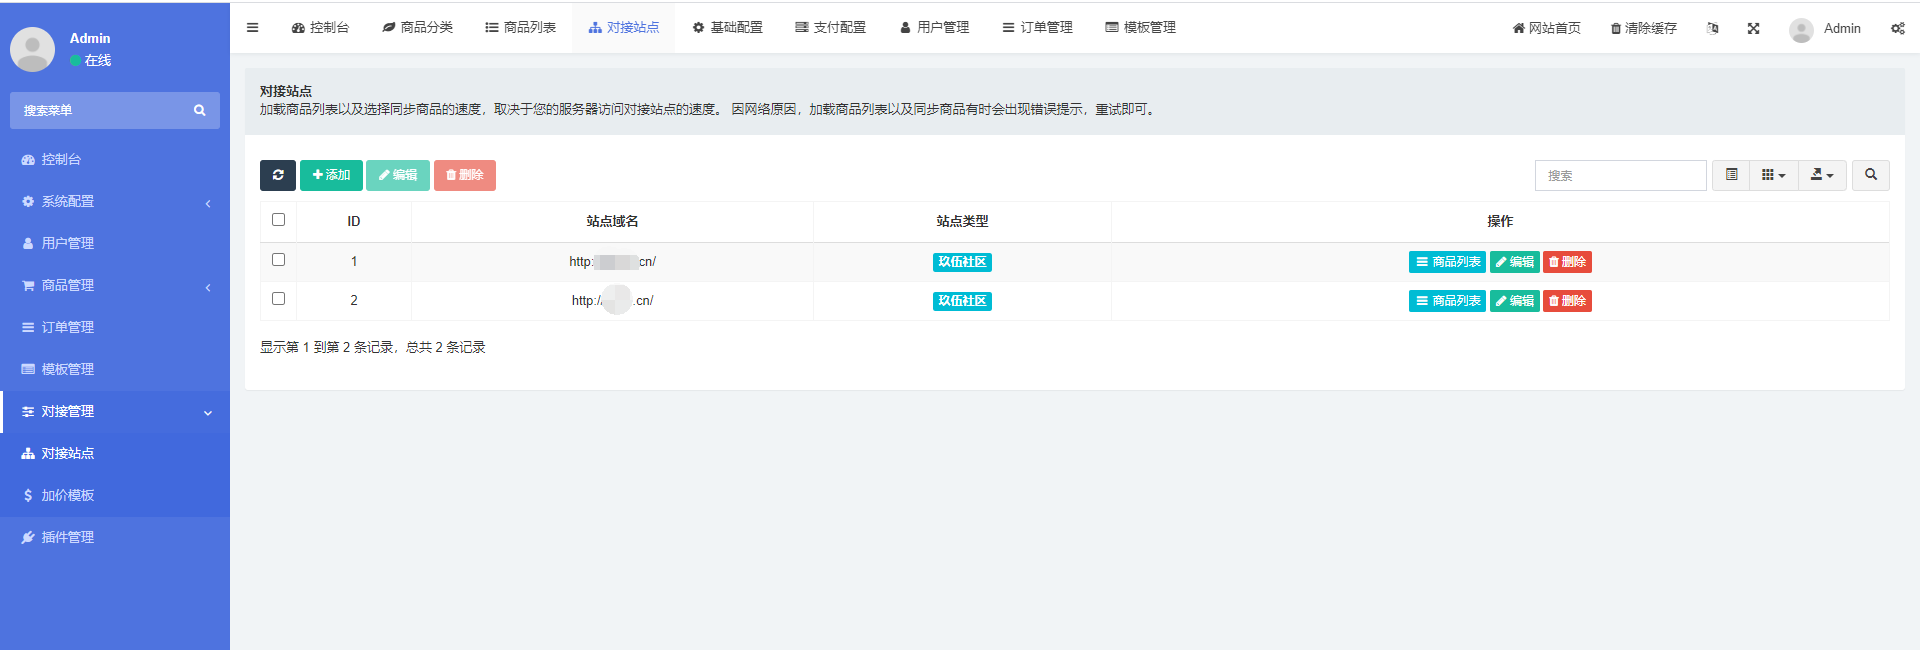 Admin
在线
搜索菜单
控制台
系统配置
用户管理
商品管理
订单管理
模板管理
对接管理
对接站点
加价模板
插件管理
控制台 商品分类 商品列表 对接站点 基础配置 支付配置 用户管理 订单管理 模板管理 网站首页 清除缓存 Admin
对接站点
加载商品列表以及选择同步商品的速度，取决于您的服务器访问对接站点的速度。 因网络原因，加载商品列表以及同步商品有时会出现错误提示，重试即可。
添加 编辑 删除 搜索
ID 站点域名 站点类型 操作
1 http: cn/ 玖伍社区 商品列表 编辑 删除
2 http:/ .cn/ 玖伍社区 商品列表 编辑 删除
显示第 1 到第 2 条记录，总共 2 条记录